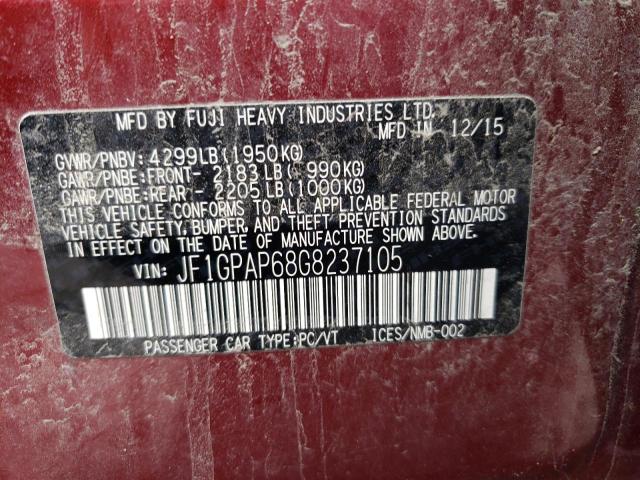 MFD BY FUJI HEAVY INDUSTRIES LTD.
MFD IN 12/15
GVWR/PNBV: 4299LB(1950KG)
GAWR/PNBE:FRONT- 2183LB( 990KG)
GAWR/PNBE:REAR - 2205LB(1000KG)
THIS VEHICLE CONFORMS TO ALL APPLICABLE FEDERAL MOTOR
VEHICLE SAFETY, BUMPER, AND THEFT PREVENTION STANDARDS
IN EFFECT ON THE DATE OF MANUFACTURE SHOWN ABOVE.
VIN: JF1GPAP68G8237105
PASSENGER CAR TYPE:PC/VT ICES/NMB-002